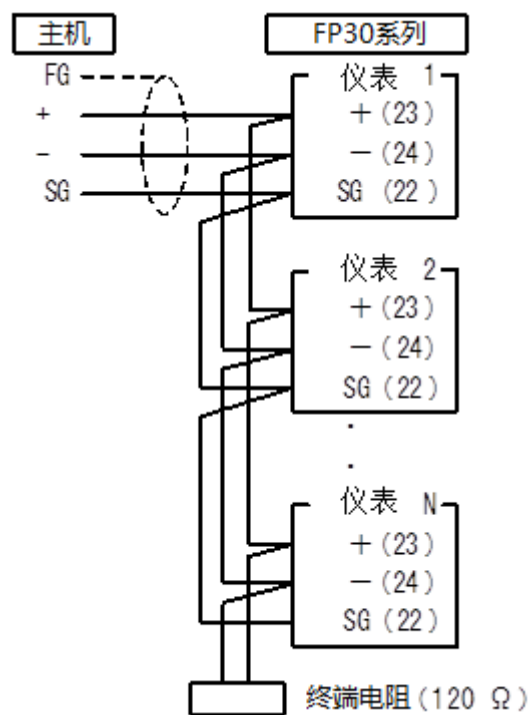 主机 FP30系列
FG 仪表 1
+ +(23)
- -(24)
SG SG (22)
仪表 2
+(23)
-(24)
SG (22)
仪表 N
+(23)
-(24)
SG (22)
终端电阻(120 Ω)